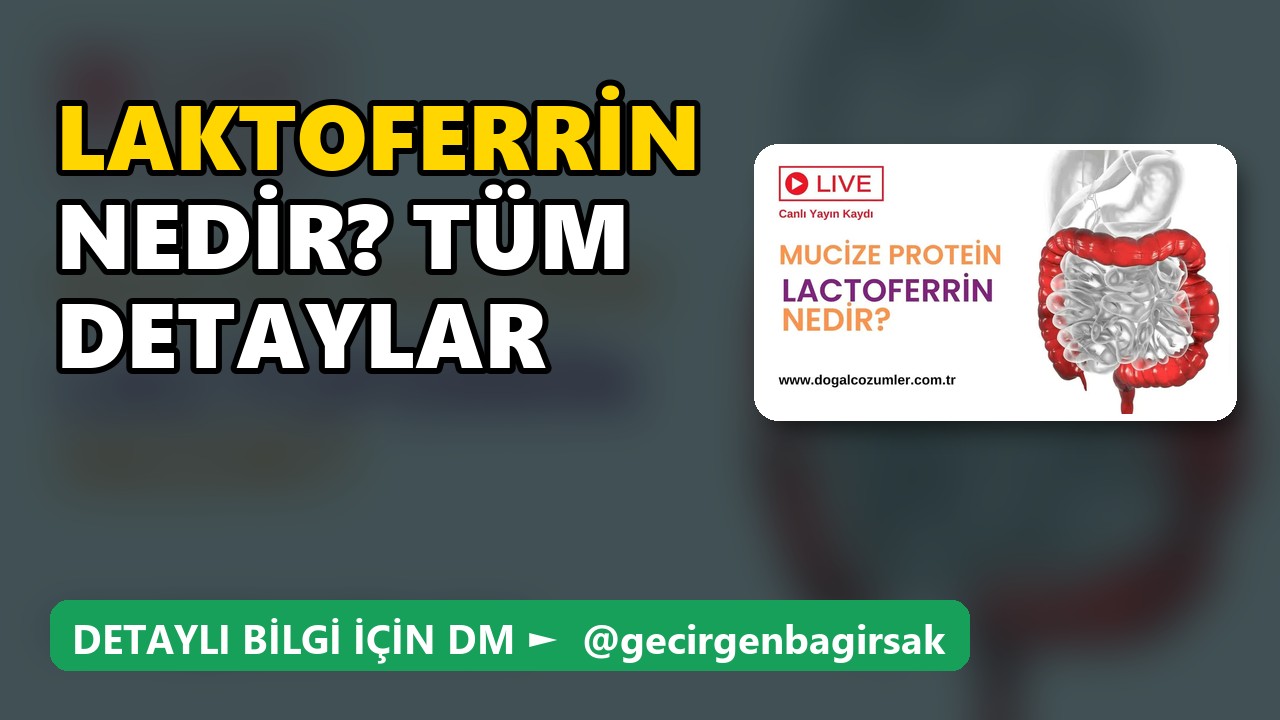 LAKTOFERRİN
NEDİR? TÜM
DETAYLAR
LIVE
Canlı Yayın Kaydı
MUCİZE PROTEİN
LACTOFERRİN
NEDİR?
www.dogalcozumler.com.tr
DETAYLI BİLGİ İÇİN DM ► @gecirgenbagirsak